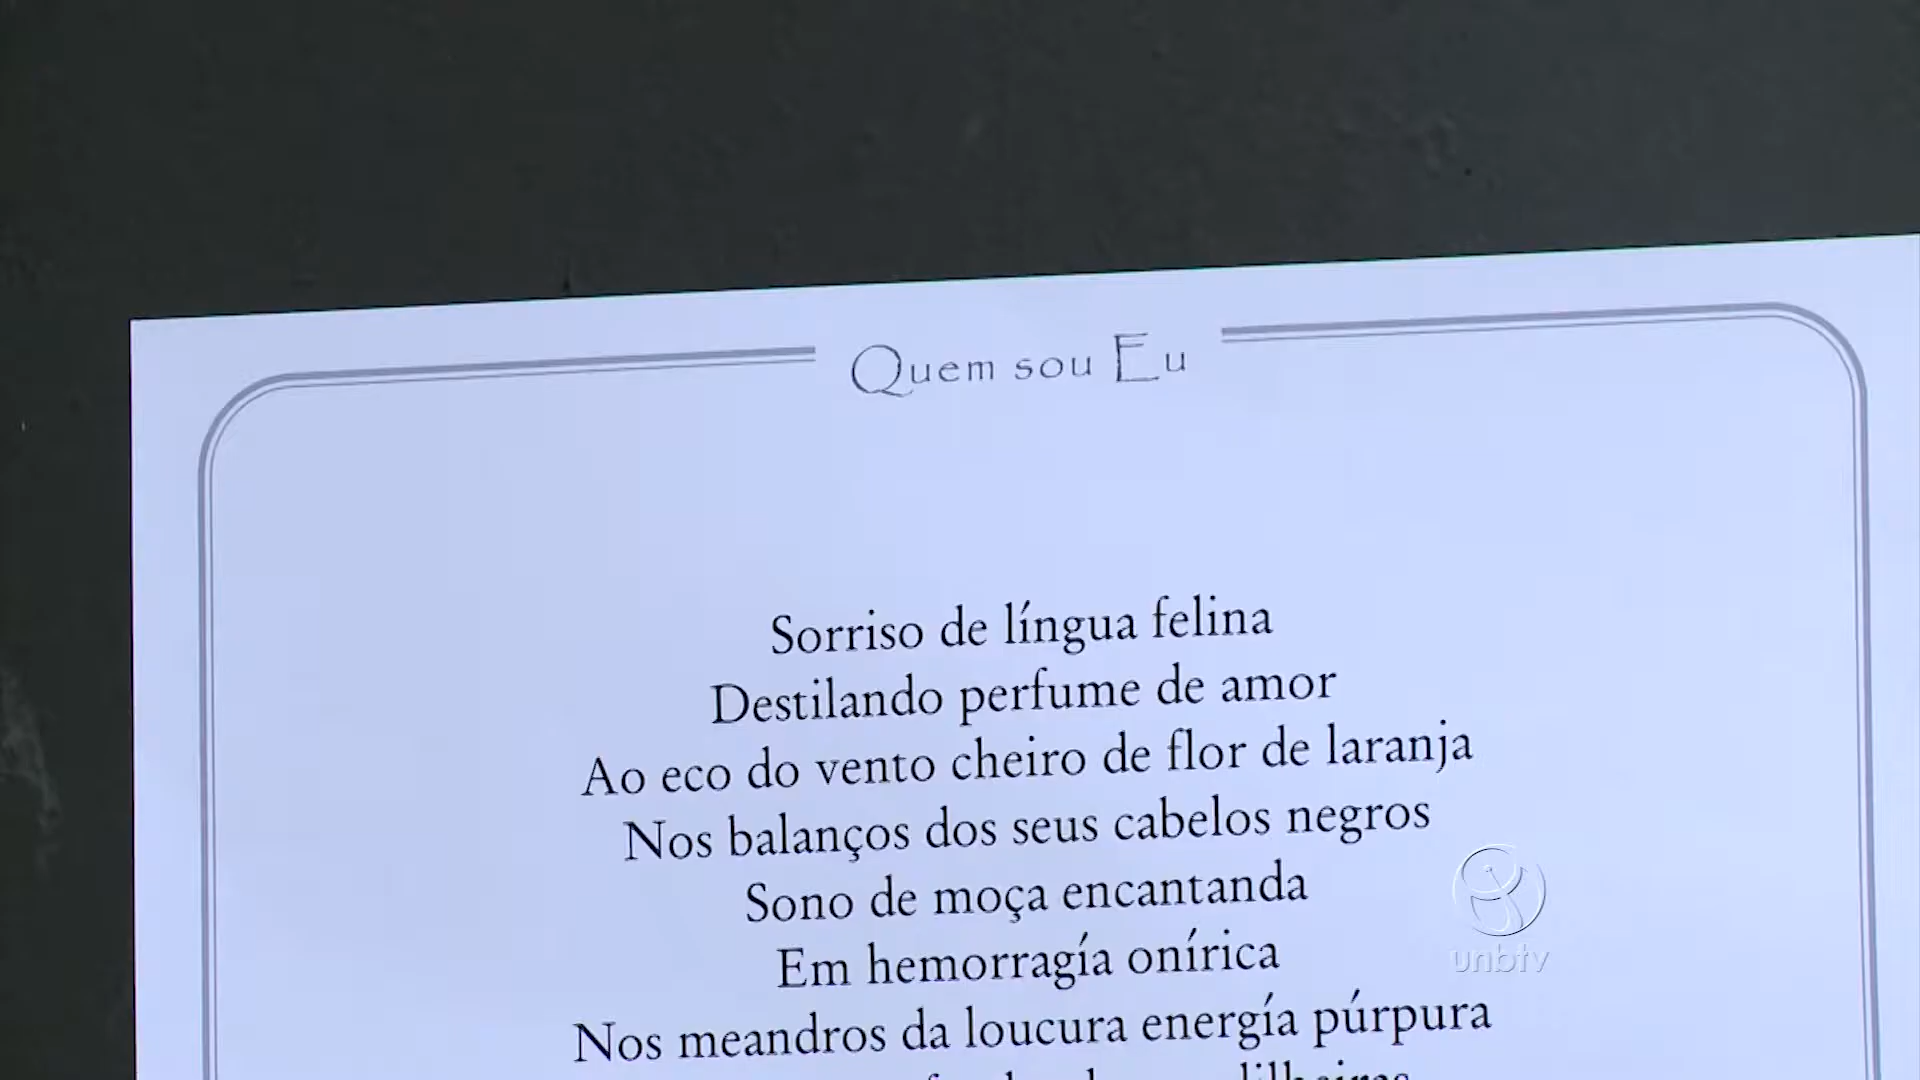 Quem sou Eu
Sorriso de língua felina
Destilando perfume de amor
Ao eco do vento cheiro de flor de laranja
Nos balanços dos seus cabelos negros
Sono de moça encantanda
Em hemorragía onírica
Nos meandros da loucura energía púrpura
unbtv